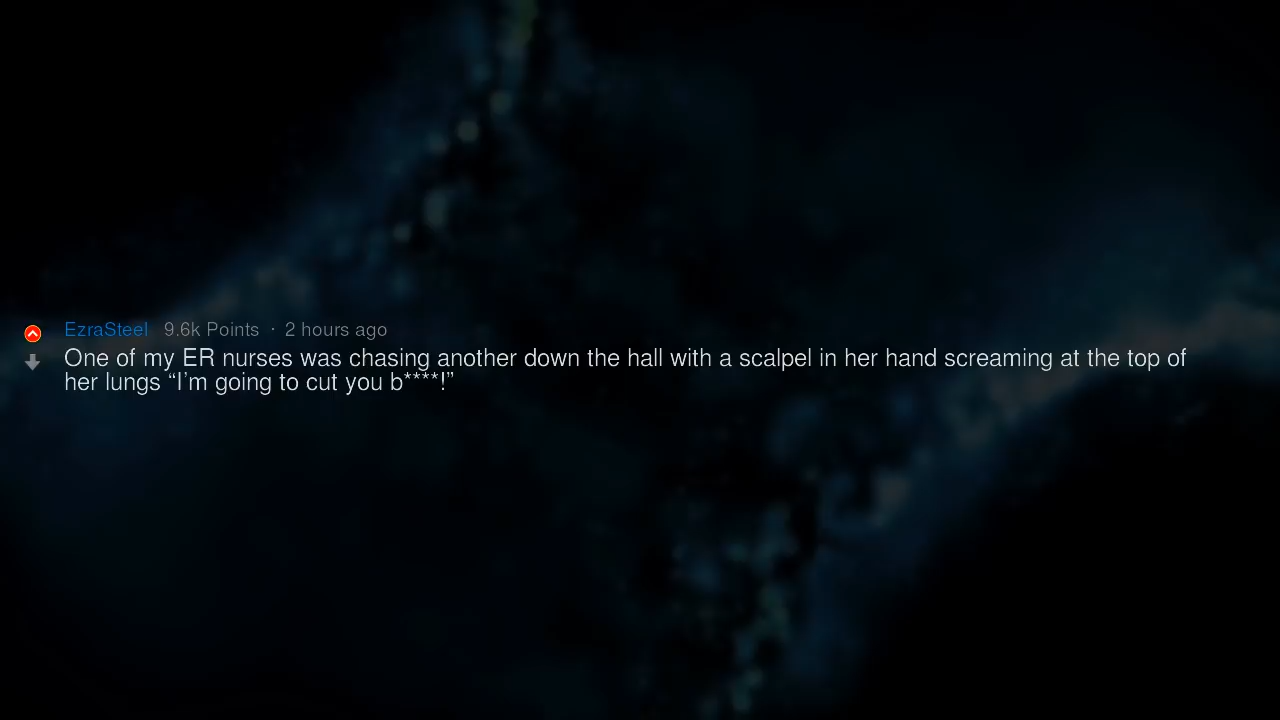 EzraSteel 9.6k Points · 2 hours ago
One of my ER nurses was chasing another down the hall with a scalpel in her hand screaming at the top of
her lungs “I’m going to cut you b****!”